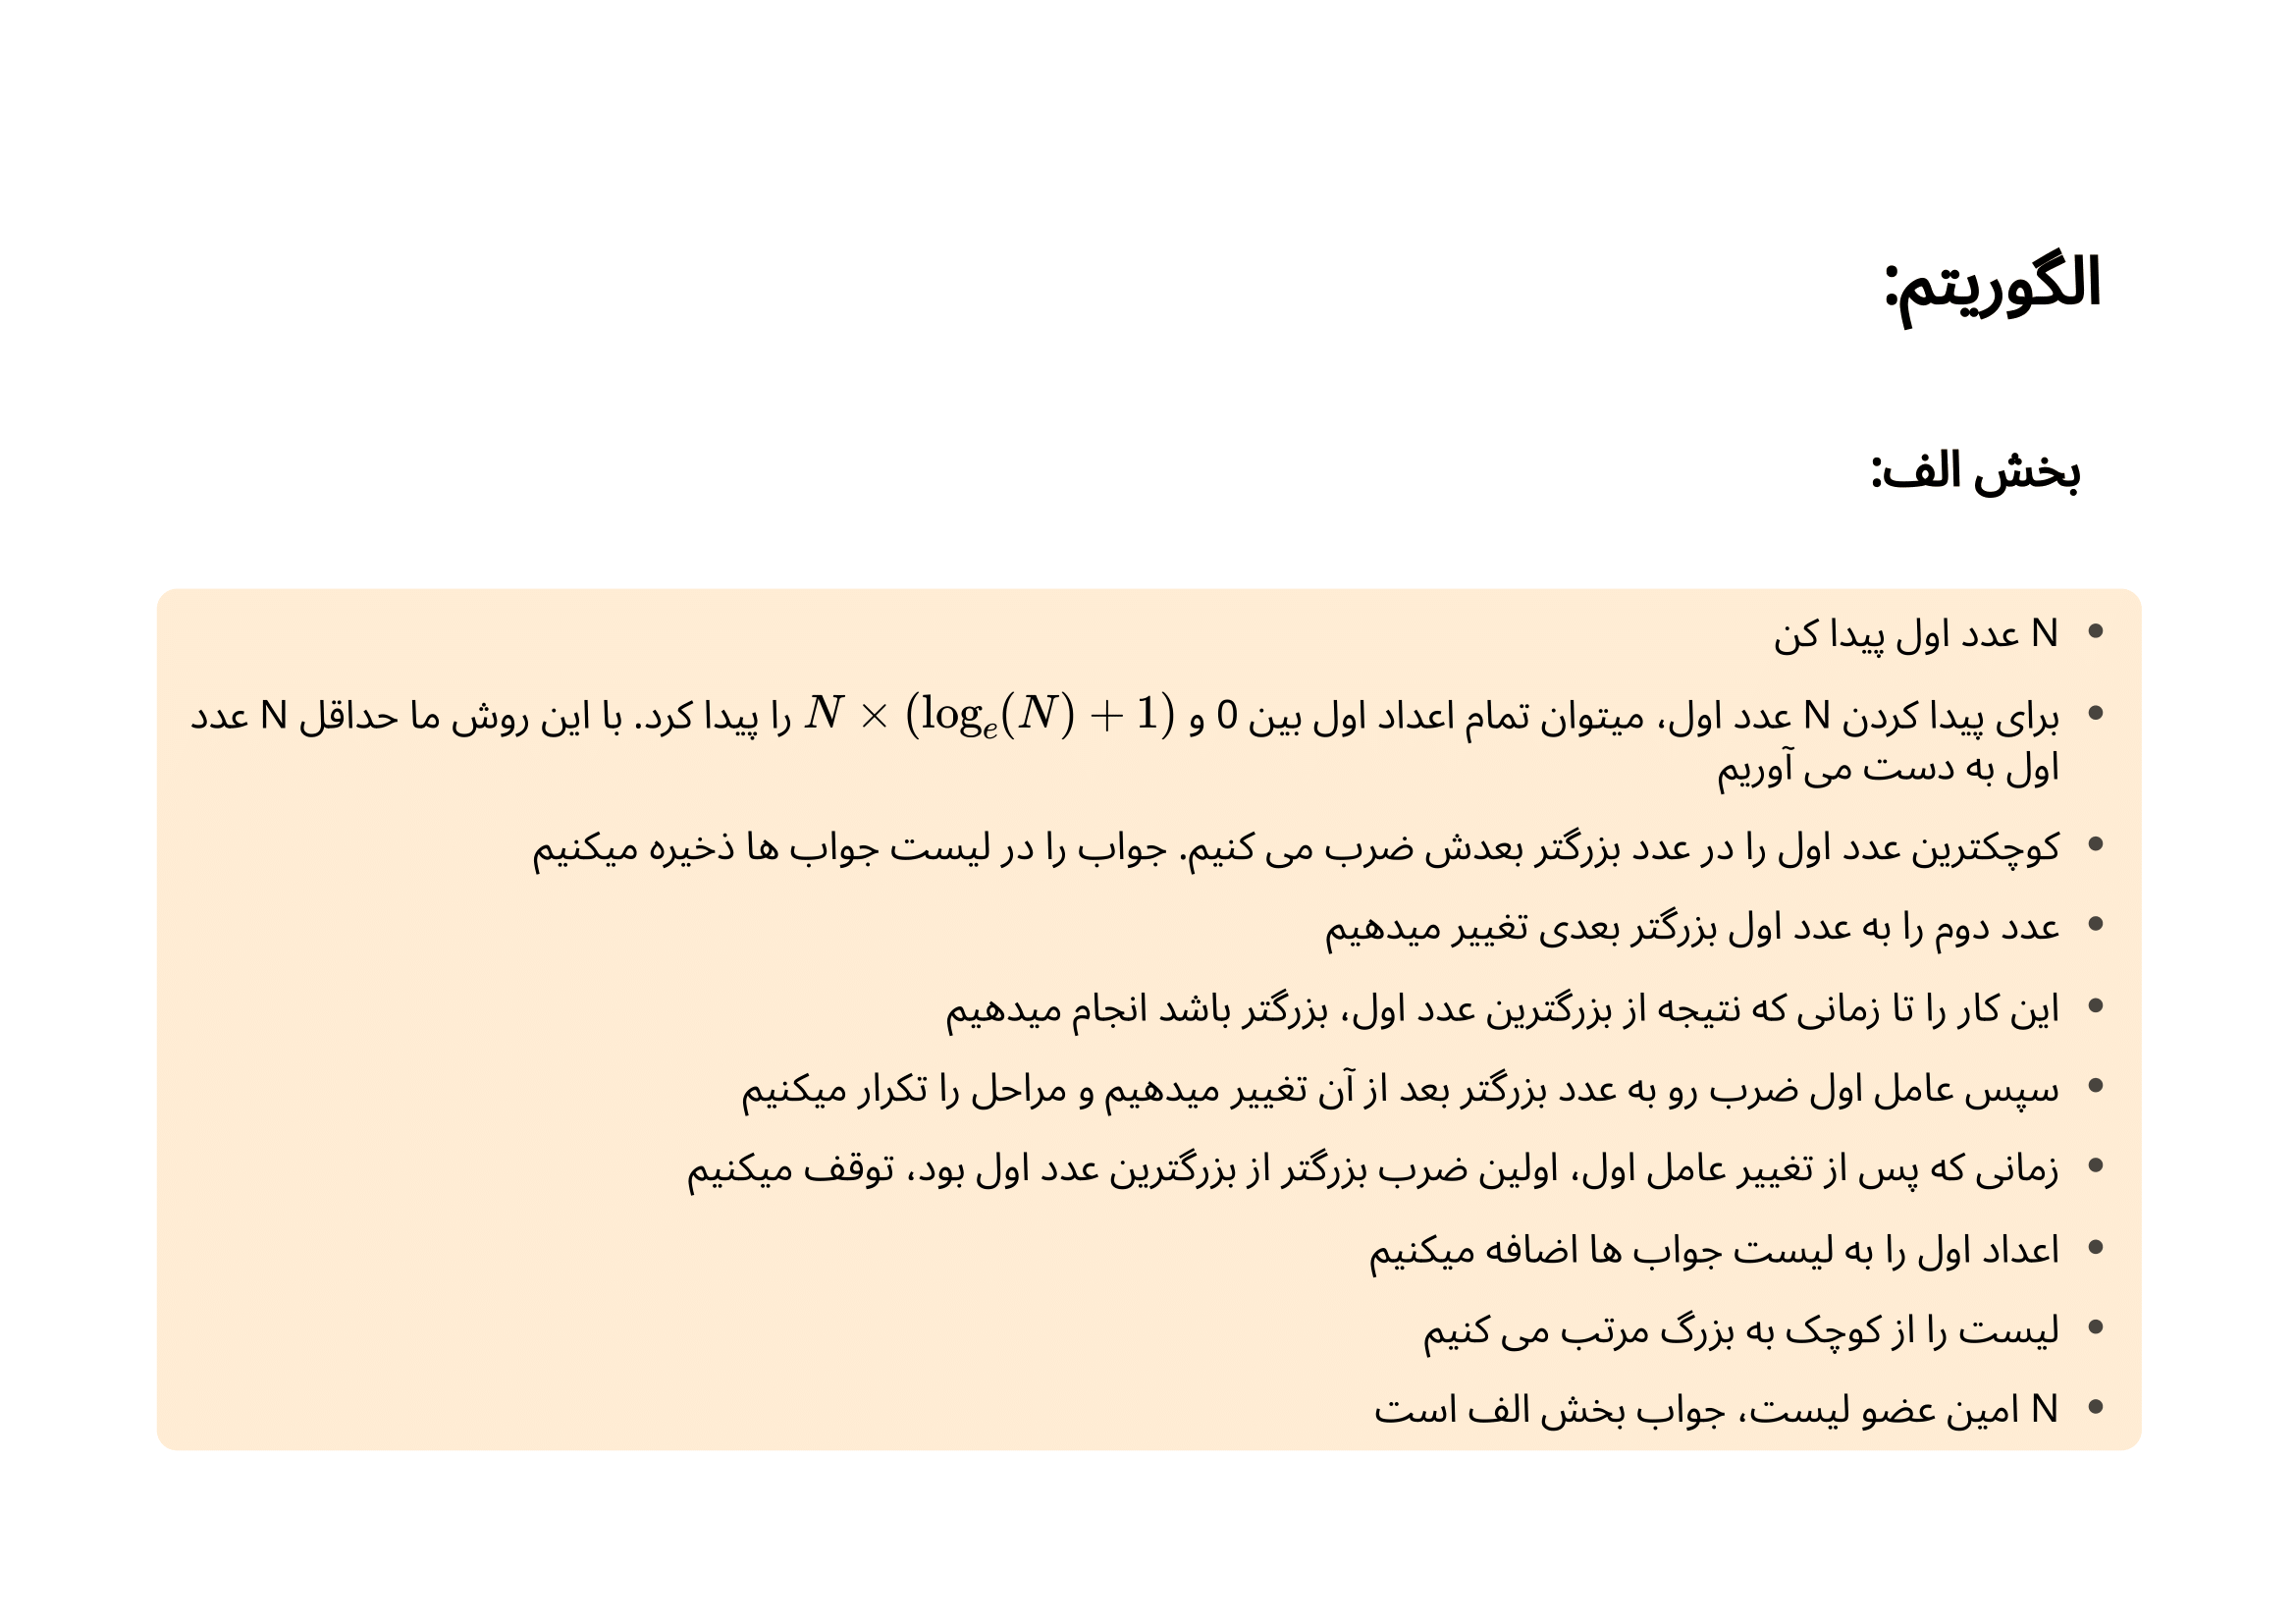 الگوریتم:
بخش الف:
• N عدد اول پیدا کن
• برای پیدا کردن N عدد اول، میتوان تمام اعداد اول بین 0 و N × (logₑ(N) + 1) را پیدا کرد. با این روش ما حداقل N عدد
اول به دست می آوریم
• کوچکترین عدد اول را در عدد بزرگتر بعدش ضرب می کنیم. جواب را در لیست جواب ها ذخیره میکنیم
• عدد دوم را به عدد اول بزرگتر بعدی تغییر میدهیم
• این کار را تا زمانی که نتیجه از بزرگترین عدد اول، بزرگتر باشد انجام میدهیم
• سپس عامل اول ضرب رو به عدد بزرگتر بعد از آن تغییر میدهیم و مراحل را تکرار میکنیم
• زمانی که پس از تغییر عامل اول، اولین ضرب بزرگتر از بزرگترین عدد اول بود، توقف میکنیم
• اعداد اول را به لیست جواب ها اضافه میکنیم
• لیست را از کوچک به بزرگ مرتب می کنیم
• N امین عضو لیست، جواب بخش الف است